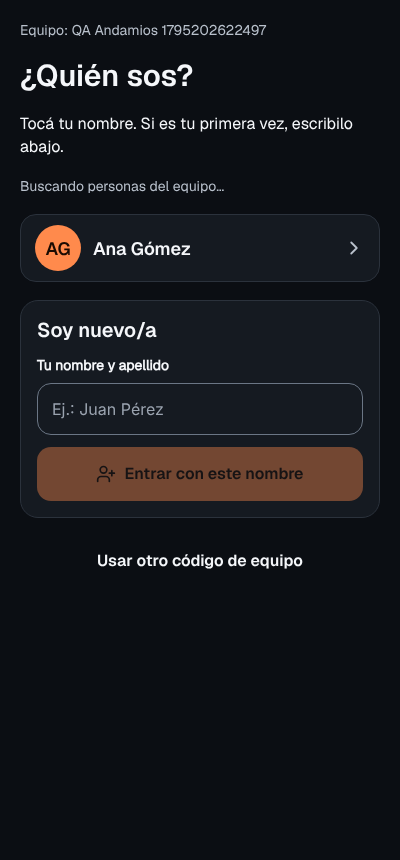 Equipo: QA Andamios 1795202622497
¿Quién sos?
Tocá tu nombre. Si es tu primera vez, escribilo
abajo.
Buscando personas del equipo…
AG
Ana Gómez
Soy nuevo/a
Tu nombre y apellido
Ej.: Juan Pérez
Entrar con este nombre
Usar otro código de equipo